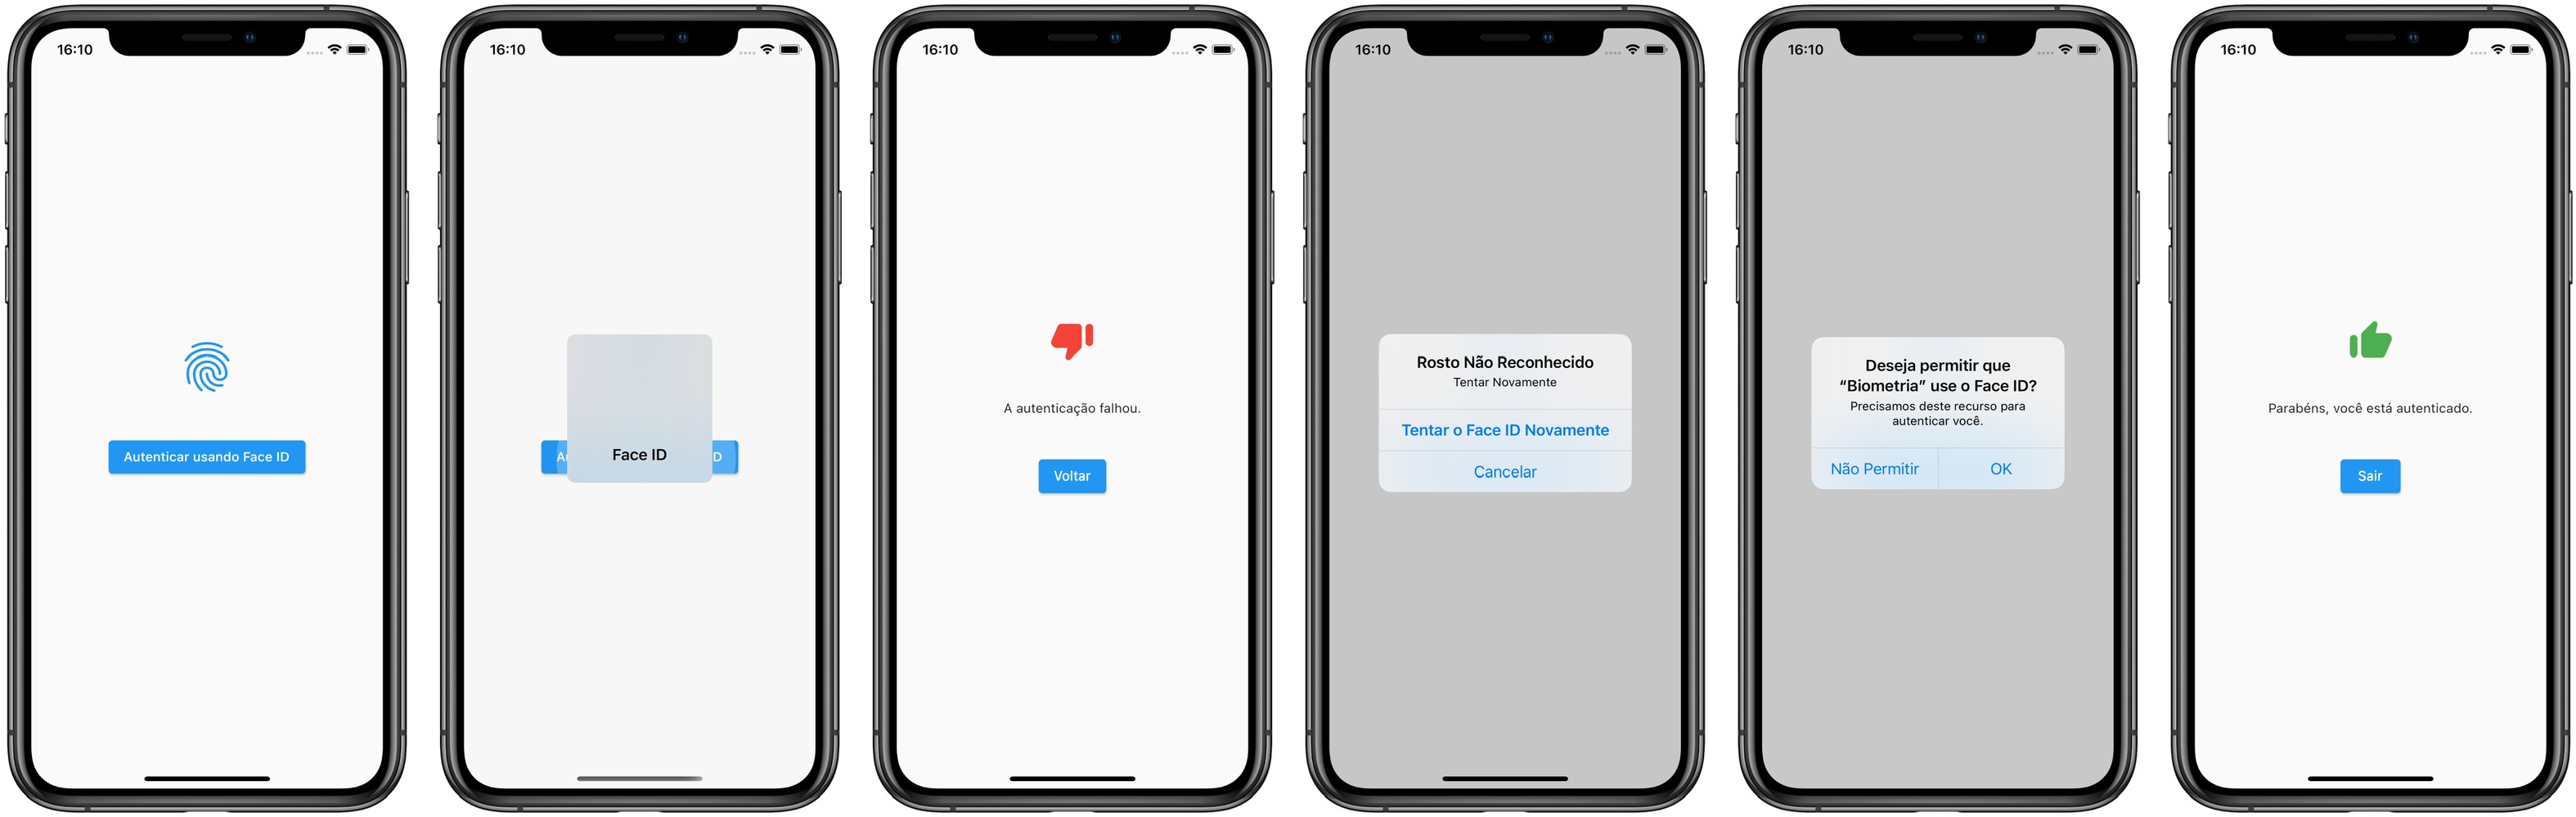 16:10
Autenticar usando Face ID
16:10
Face ID
D
16:10
A autenticação falhou.
Voltar
16:10
Rosto Não Reconhecido
Tentar Novamente
Tentar o Face ID Novamente
Cancelar
16:10
Deseja permitir que
“Biometria” use o Face ID?
Precisamos deste recurso para
autenticar você.
Não Permitir
OK
16:10
Parabéns, você está autenticado.
Sair